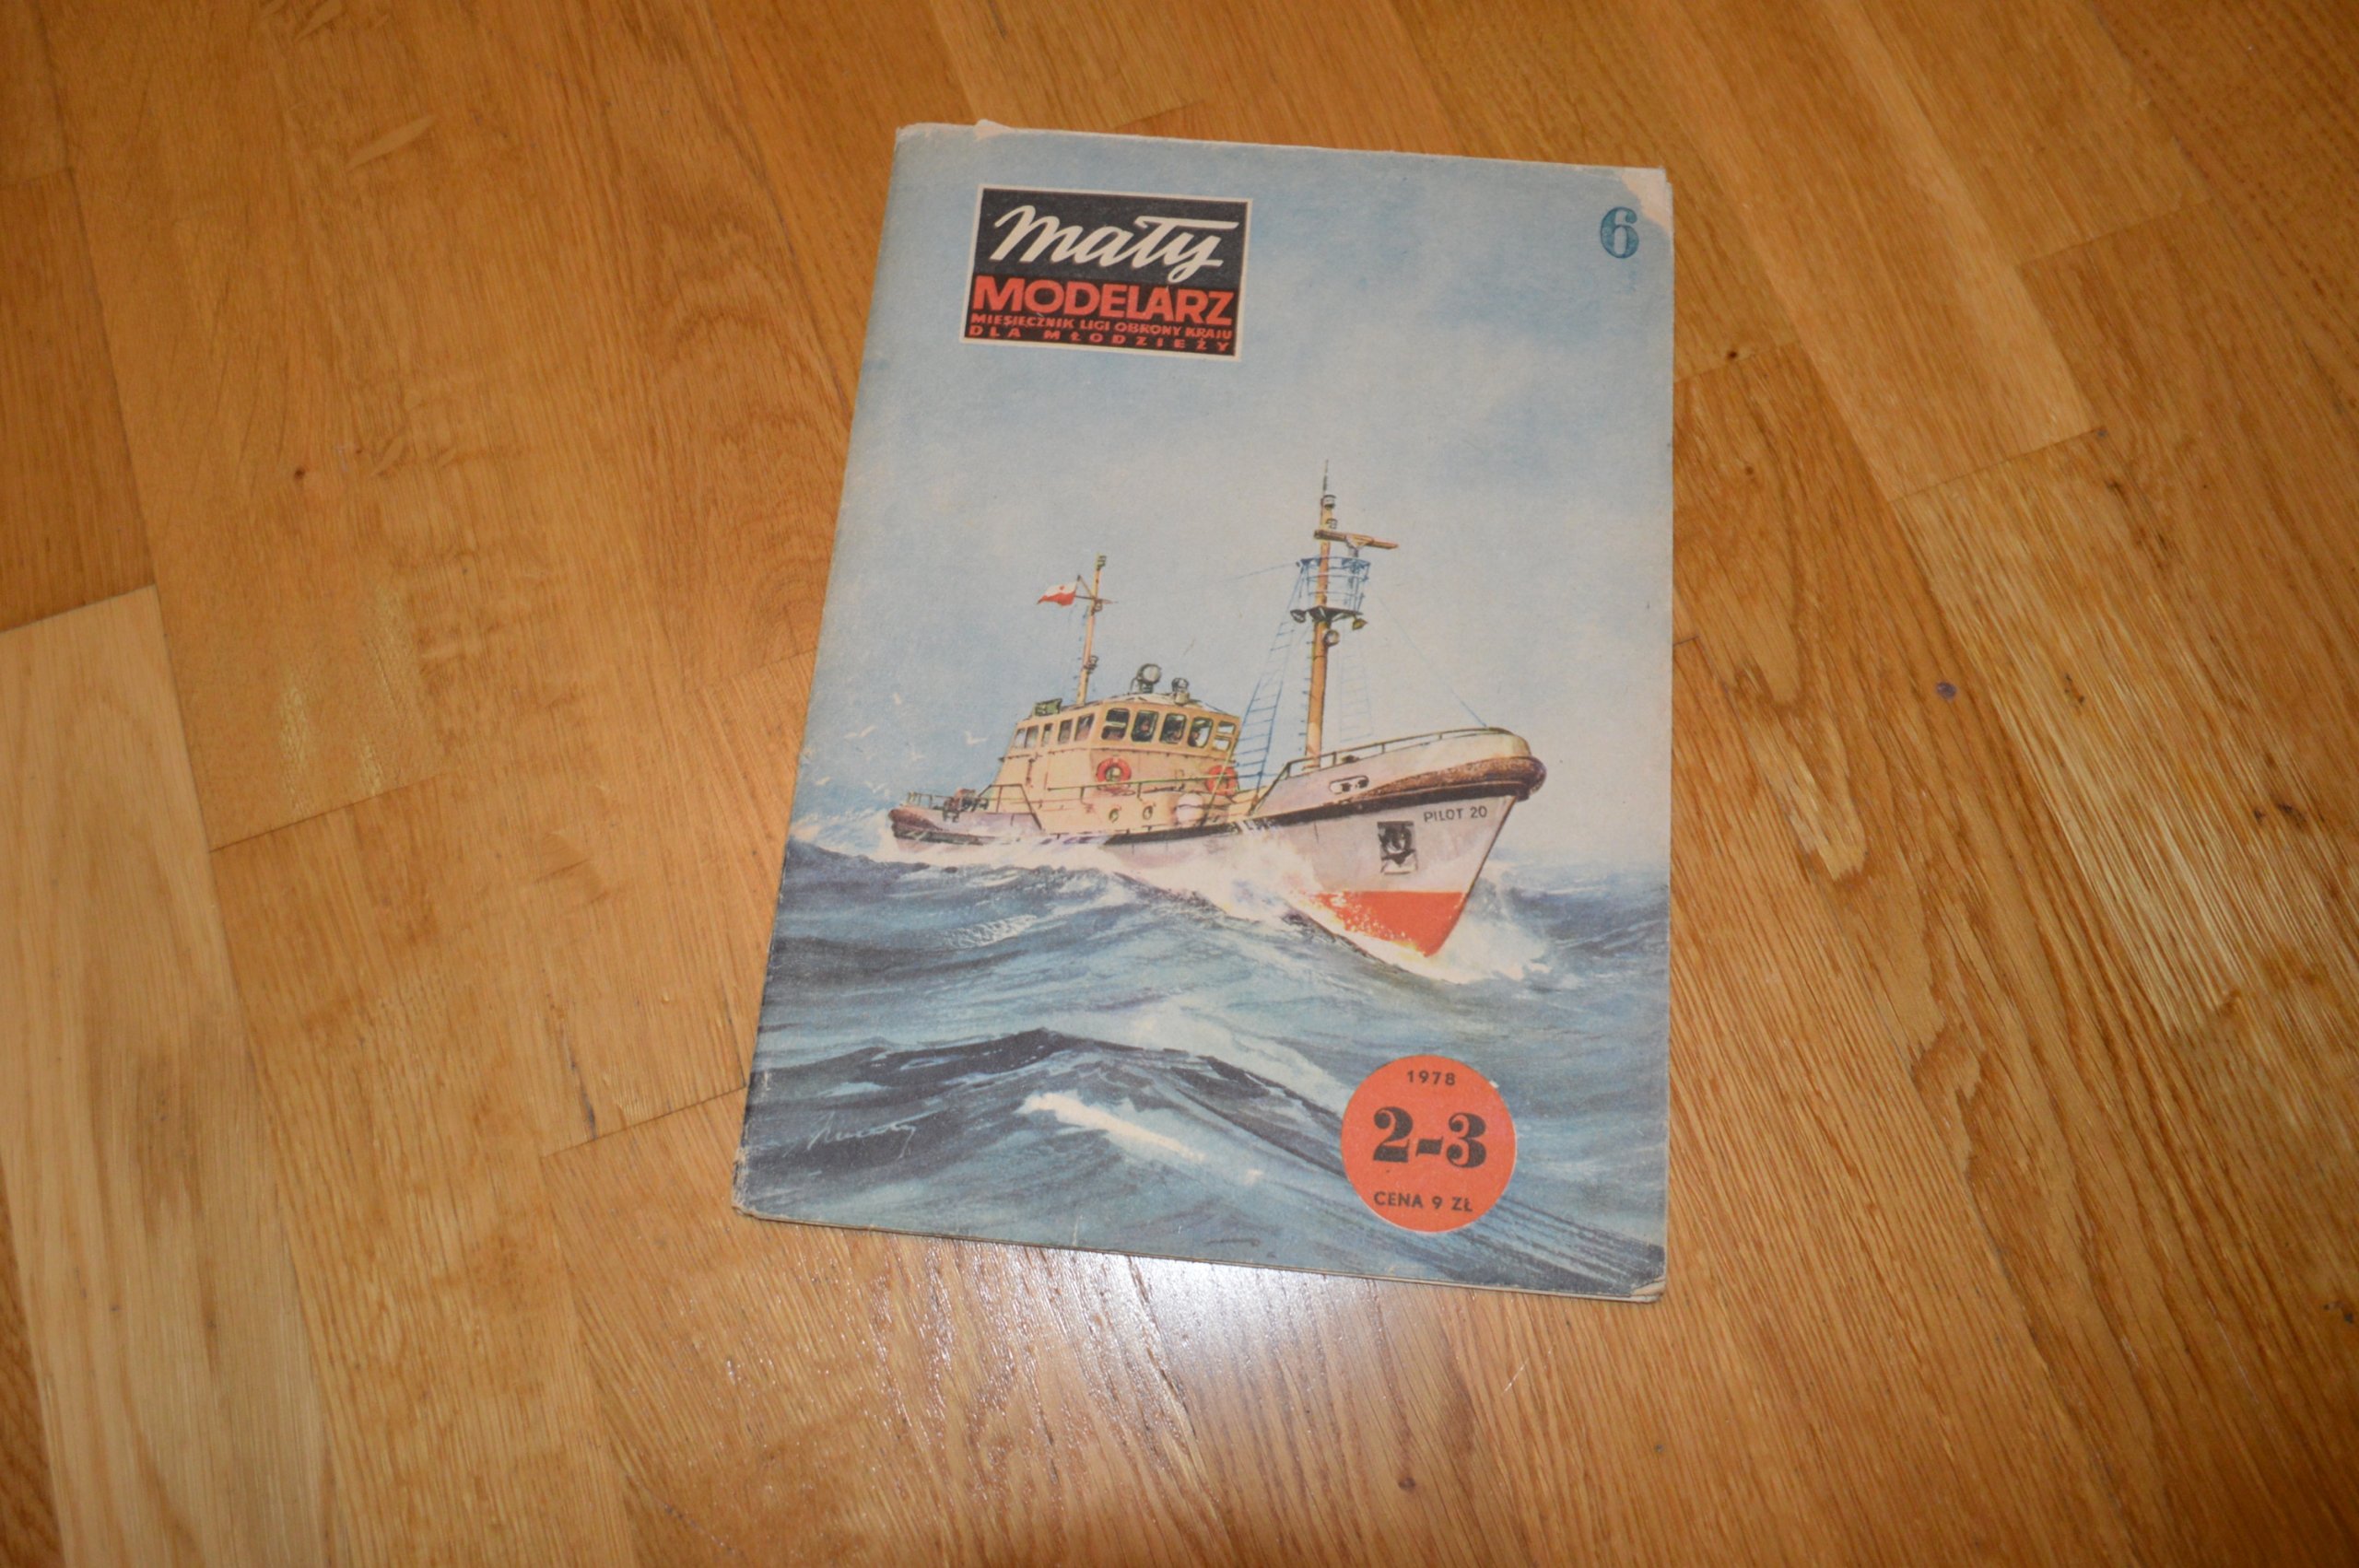 Mały
MODELARZ
MIESIĘCZNIK LIGI OBRONY KRAJU
DLA MŁODZIEŻY
6
PILOT 20
1978
2-3
CENA 9 ZŁ